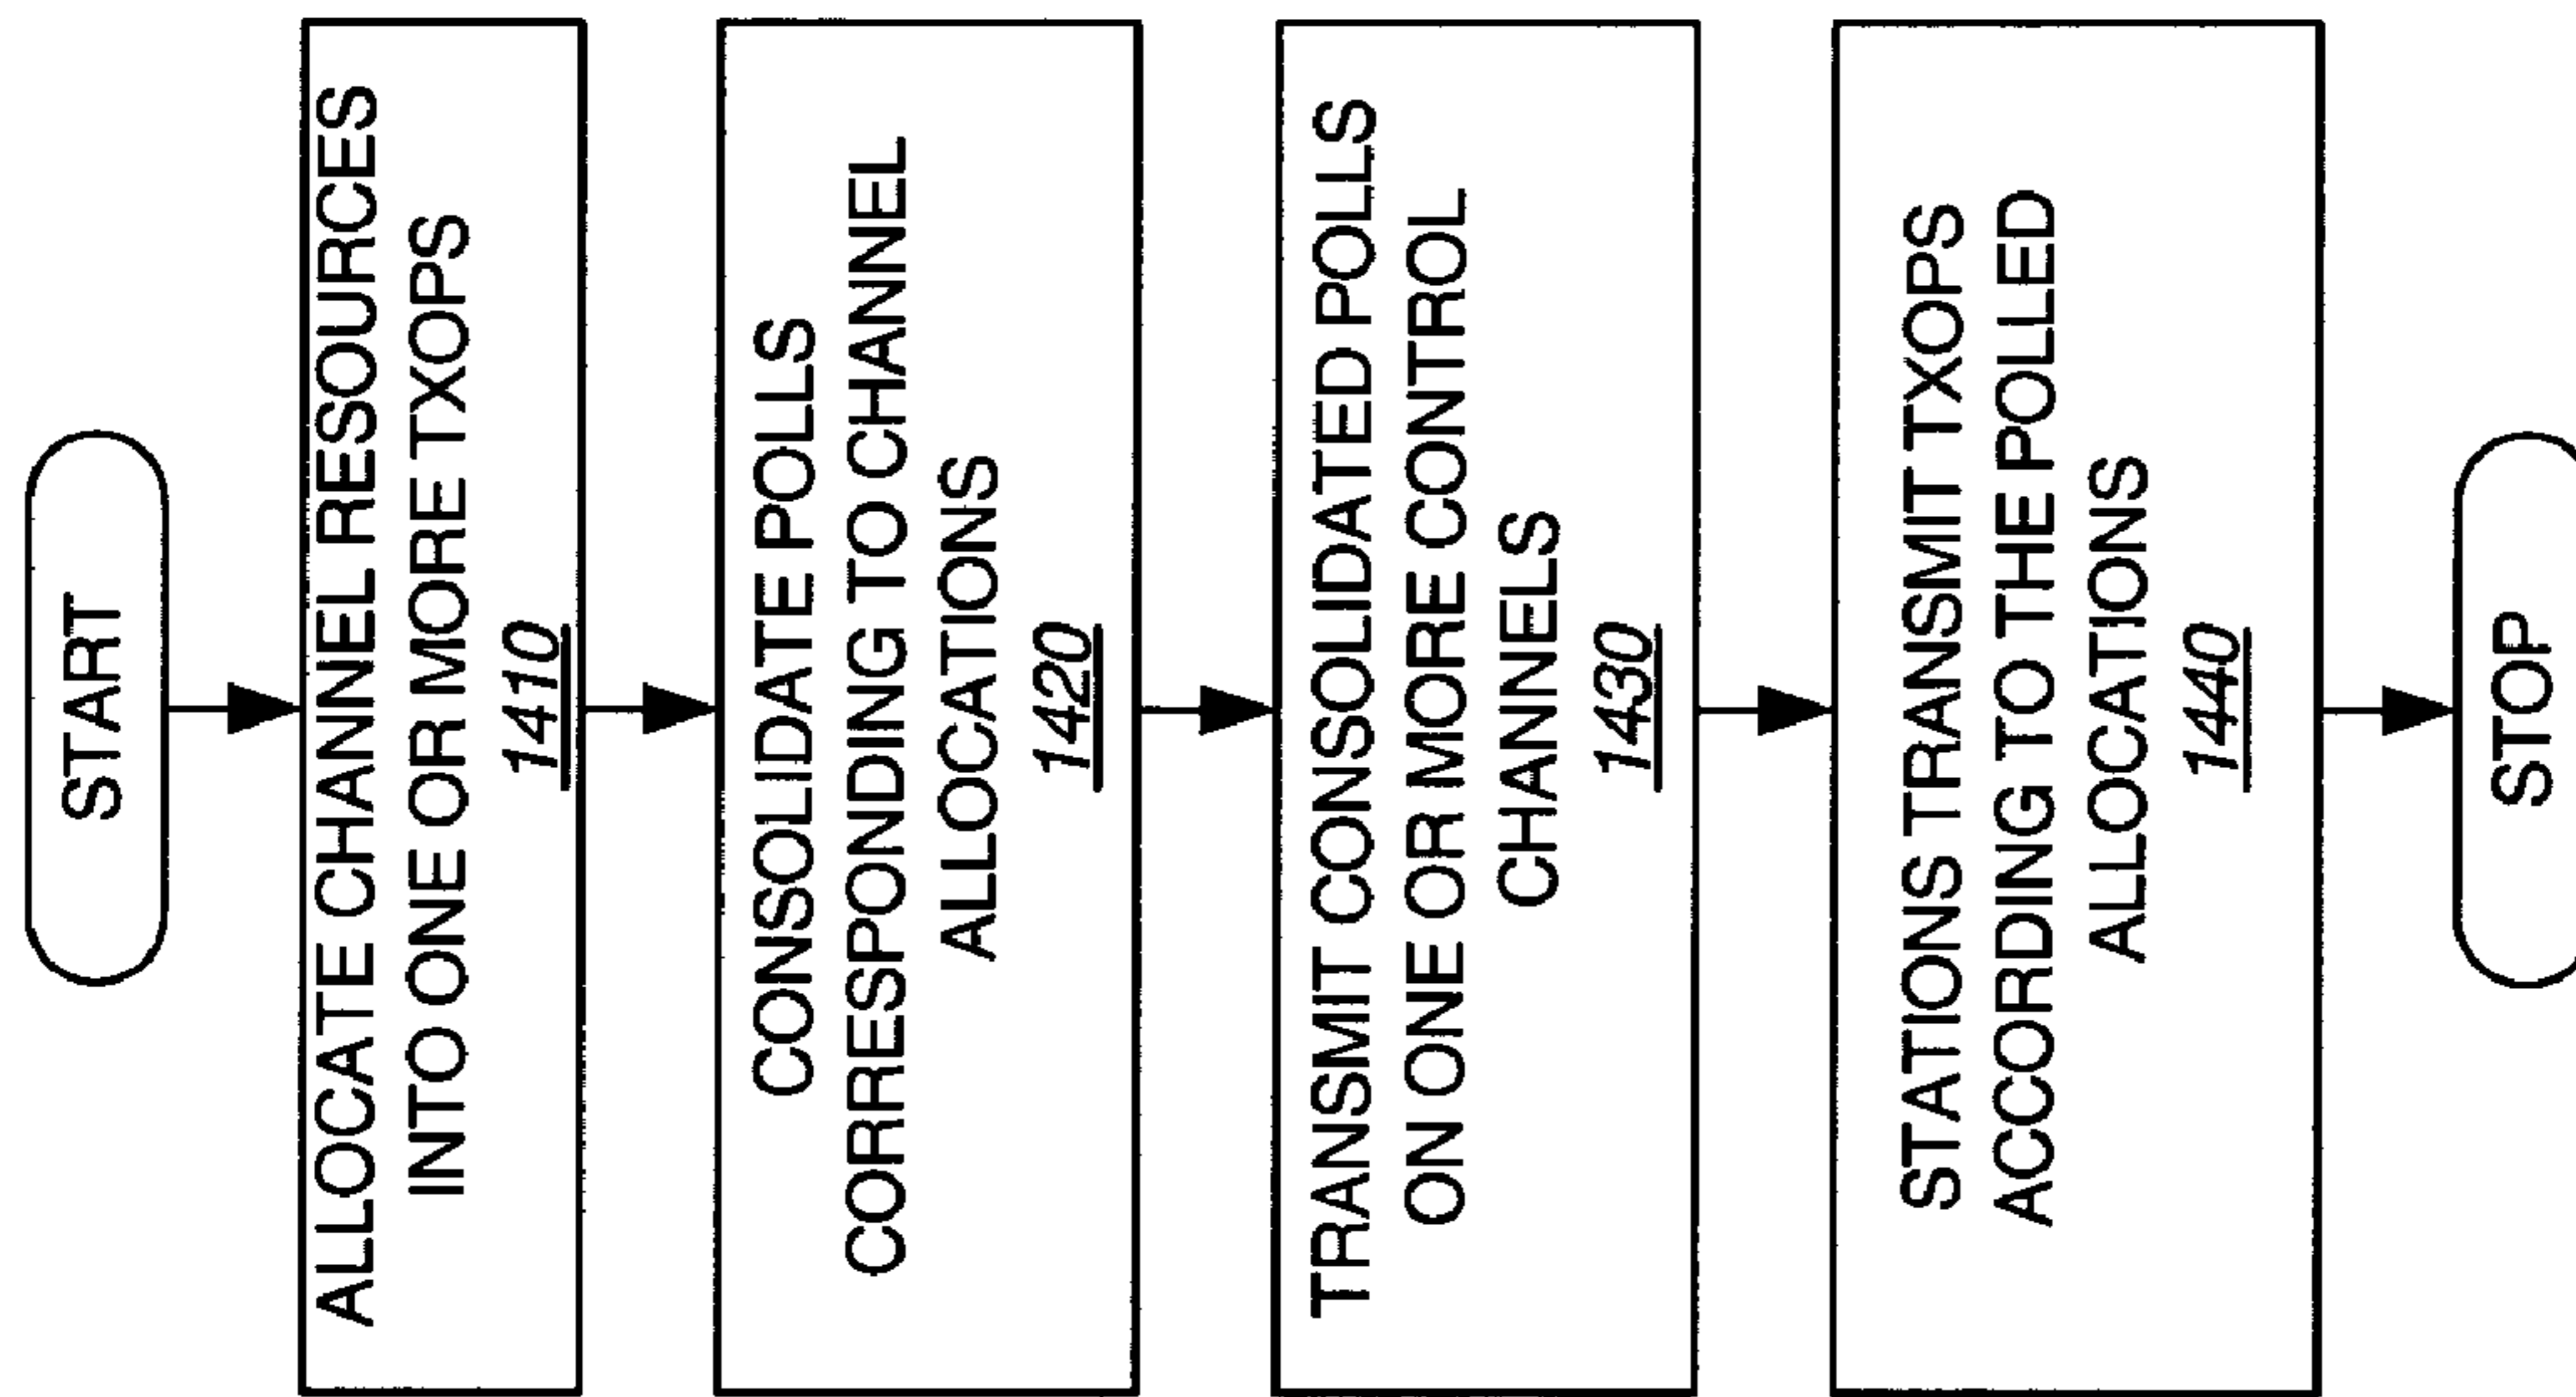 START
ALLOCATE CHANNEL RESOURCES
INTO ONE OR MORE TXOPS
1410
CONSOLIDATE POLLS
CORRESPONDING TO CHANNEL
ALLOCATIONS
1420
TRANSMIT CONSOLIDATED POLLS
ON ONE OR MORE CONTROL
CHANNELS
1430
STATIONS TRANSMIT TXOPS
ACCORDING TO THE POLLED
ALLOCATIONS
1440
STOP